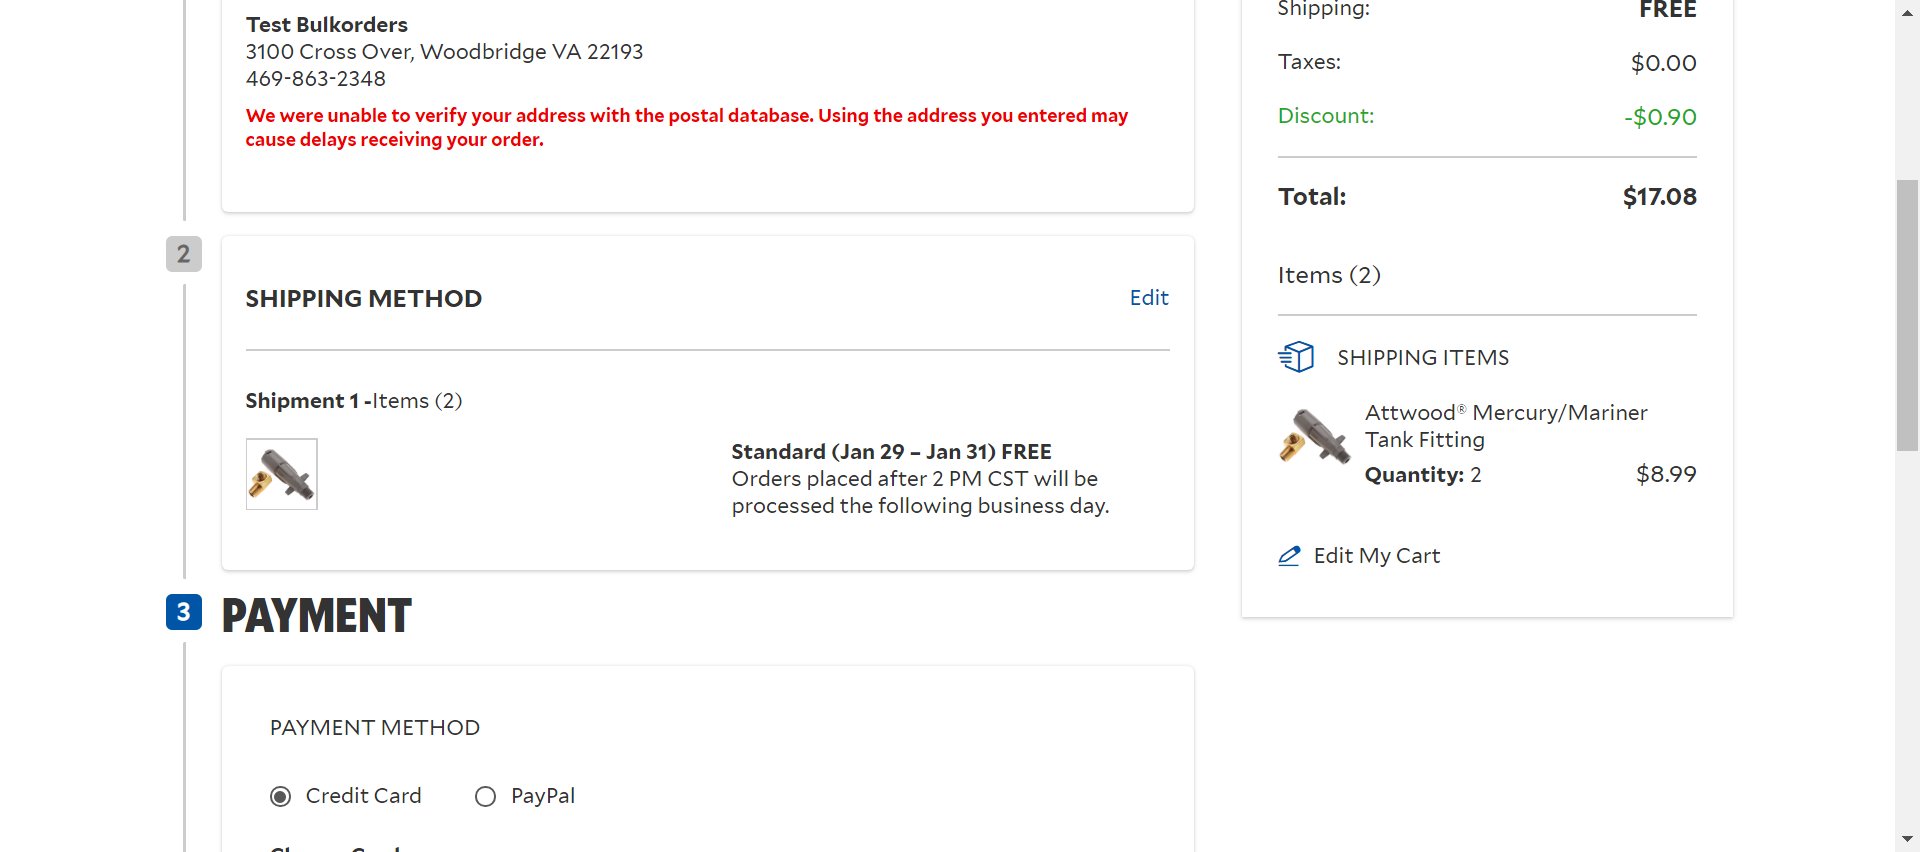 Test Bulkorders
3100 Cross Over, Woodbridge VA 22193
469-863-2348
We were unable to verify your address with the postal database. Using the address you entered may
cause delays receiving your order.
2
SHIPPING METHOD
Edit
Shipment 1 -Items (2)
Standard (Jan 29 – Jan 31) FREE
Orders placed after 2 PM CST will be
processed the following business day.
3
PAYMENT
PAYMENT METHOD
Credit Card
PayPal
Shipping:
FREE
Taxes:
$0.00
Discount:
-$0.90
Total:
$17.08
Items (2)
SHIPPING ITEMS
Attwood® Mercury/Mariner
Tank Fitting
Quantity: 2
$8.99
Edit My Cart